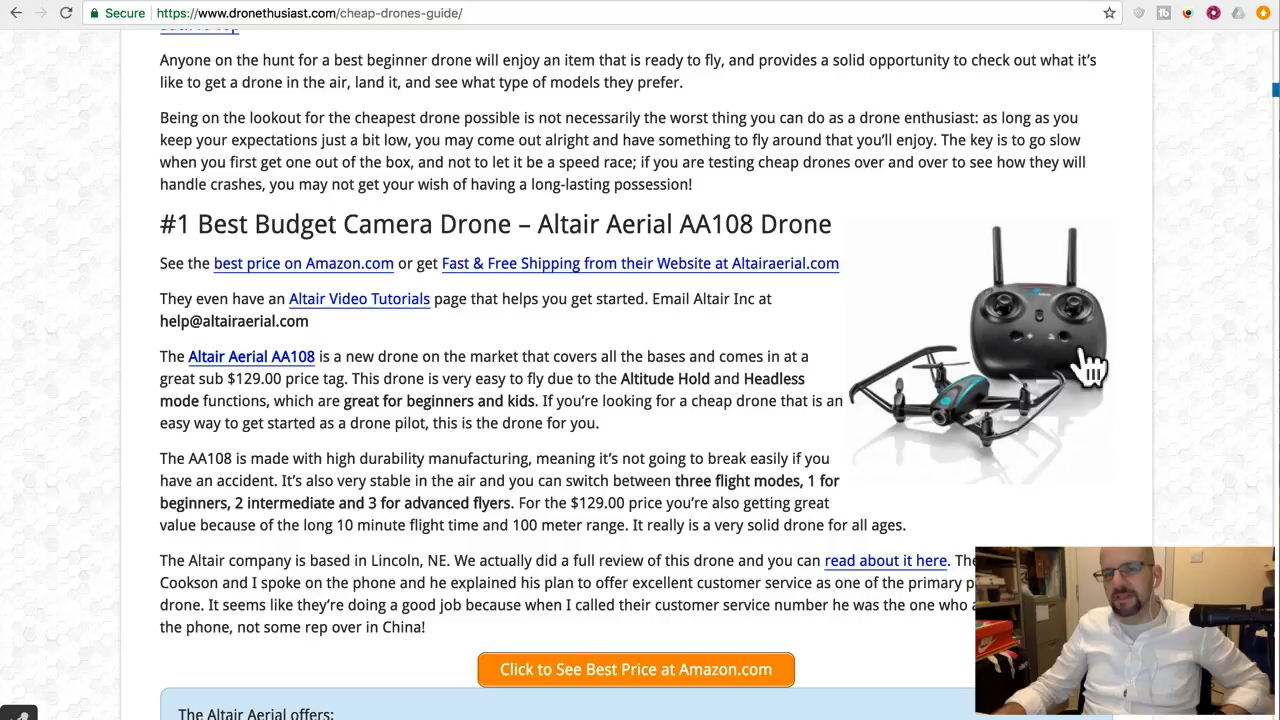 Secure https://www.dronethusiast.com/cheap-drones-guide/
Back to Top
Anyone on the hunt for a best beginner drone will enjoy an item that is ready to fly, and provides a solid opportunity to check out what it's
like to get a drone in the air, land it, and see what type of models they prefer.
Being on the lookout for the cheapest drone possible is not necessarily the worst thing you can do as a drone enthusiast: as long as you
keep your expectations just a bit low, you may come out alright and have something to fly around that you'll enjoy. The key is to go slow
when you first get one out of the box, and not to let it be a speed race; if you are testing cheap drones over and over to see how they will
handle crashes, you may not get your wish of having a long-lasting possession!
#1 Best Budget Camera Drone – Altair Aerial AA108 Drone
See the best price on Amazon.com or get Fast & Free Shipping from their Website at Altairaerial.com
They even have an Altair Video Tutorials page that helps you get started. Email Altair Inc at
help@altairaerial.com
The Altair Aerial AA108 is a new drone on the market that covers all the bases and comes in at a
great sub $129.00 price tag. This drone is very easy to fly due to the Altitude Hold and Headless
mode functions, which are great for beginners and kids. If you're looking for a cheap drone that is an
easy way to get started as a drone pilot, this is the drone for you.
The AA108 is made with high durability manufacturing, meaning it's not going to break easily if you
have an accident. It's also very stable in the air and you can switch between three flight modes, 1 for
beginners, 2 intermediate and 3 for advanced flyers. For the $129.00 price you're also getting great
value because of the long 10 minute flight time and 100 meter range. It really is a very solid drone for all ages.
The Altair company is based in Lincoln, NE. We actually did a full review of this drone and you can read about it here. The
Cookson and I spoke on the phone and he explained his plan to offer excellent customer service as one of the primary
drone. It seems like they're doing a good job because when I called their customer service number he was the one who
the phone, not some rep over in China!
Click to See Best Price at Amazon.com
The Altair Aerial offers: